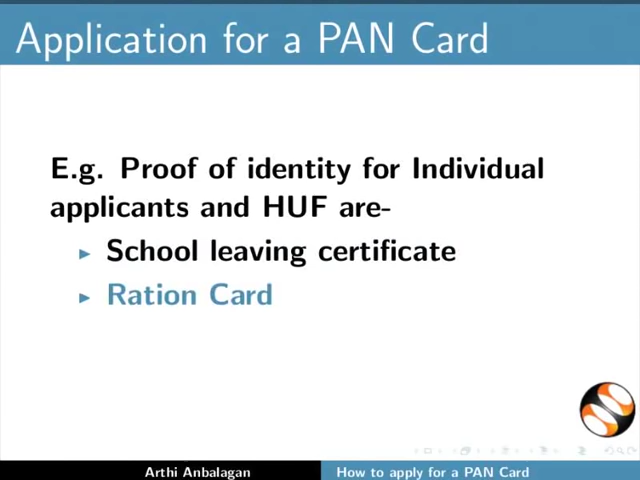 Application for a PAN Card
E.g. Proof of identity for Individual
applicants and HUF are-
School leaving certificate
Ration Card
Arthi Anbalagan
How to apply for a PAN Card